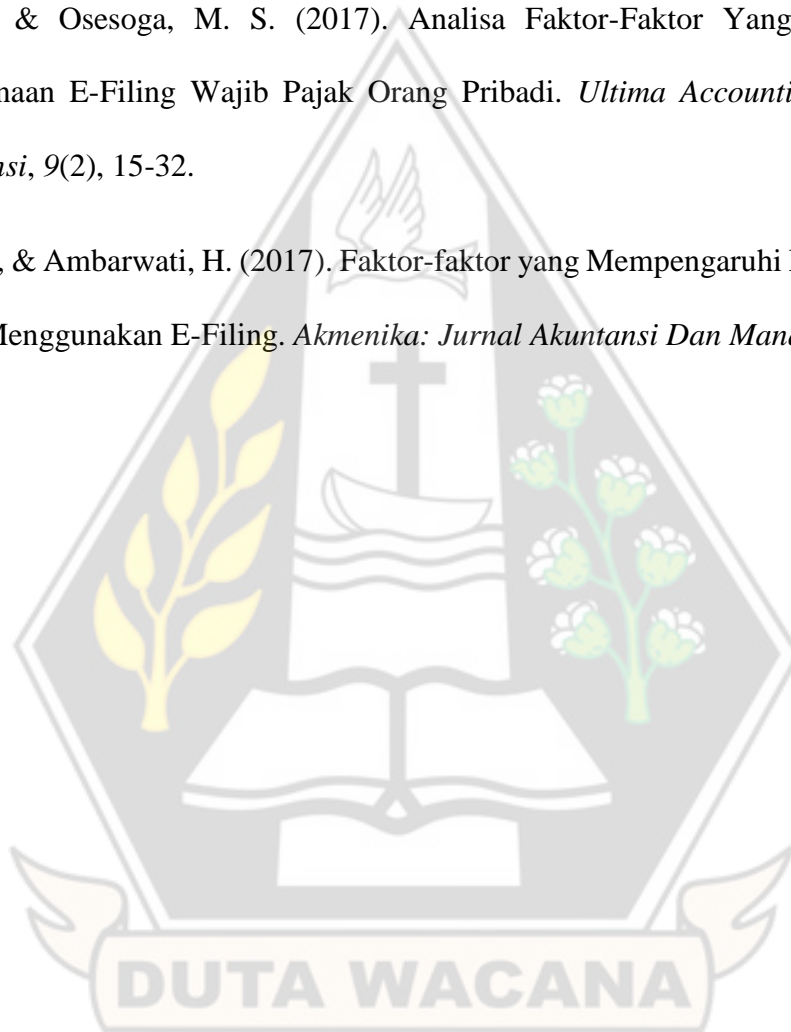 & Osesoga, M. S. (2017). Analisa Faktor-Faktor Yang
naan E-Filing Wajib Pajak Orang Pribadi. Ultima Accounti
nsi, 9(2), 15-32.
, & Ambarwati, H. (2017). Faktor-faktor yang Mempengaruhi
Menggunakan E-Filing. Akmenika: Jurnal Akuntansi Dan Mana
DUTA WACANA